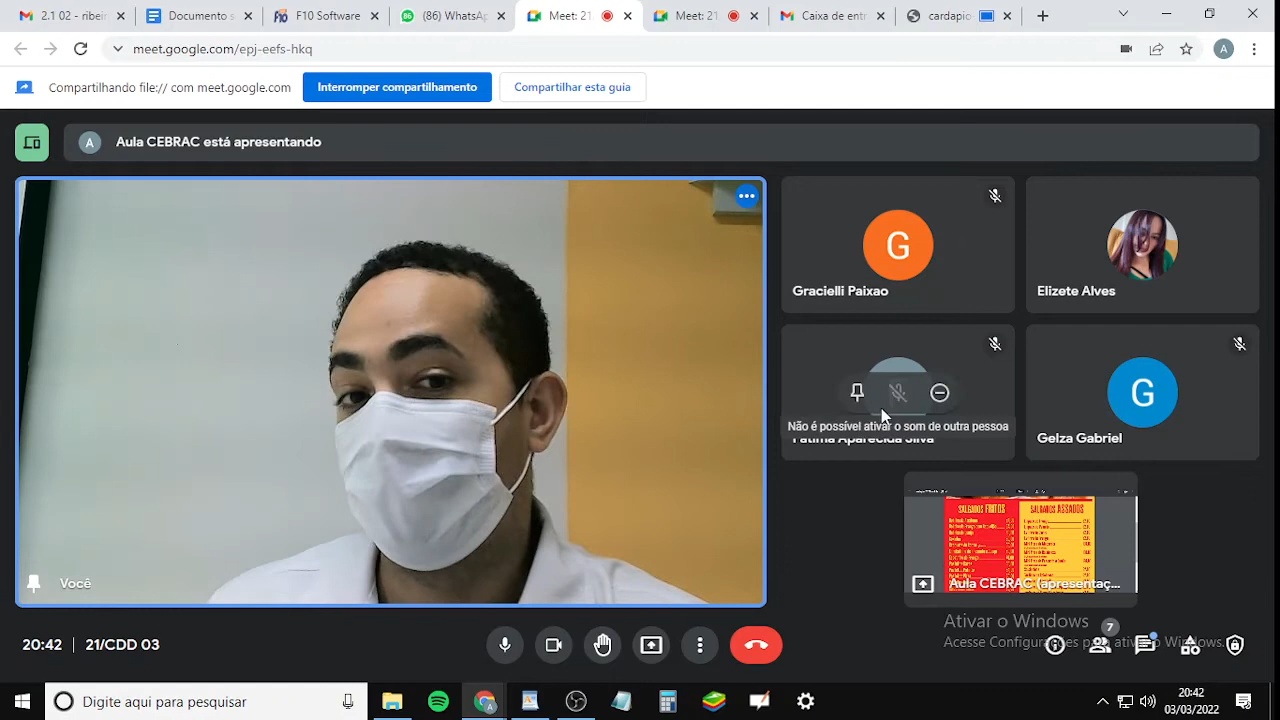 2.1 02 - abeir
Documento s
F10 Software
(86) WhatsAp
Meet: 21
Meet: 21
Caixa de entr
cardapio
meet.google.com/epj-eefs-hkq
A
Compartilhando file:// com meet.google.com
Interromper compartilhamento
Compartilhar esta guia
A
Aula CEBRAC está apresentando
G
Gracielli Paixao
Elizete Alves
Não é possível ativar o som de outra pessoa
Fatima Aparecida Silva
G
Gelza Gabriel
SALGADOS FRITOS
SALGADOS ASSADOS
Aula CEBRAC (apresentaç...
Você
Ativar o Windows
Acesse Configurações para ativar o Windows.
20:42 | 21/CDD 03
7
Digite aqui para pesquisar
20:42
03/03/2022